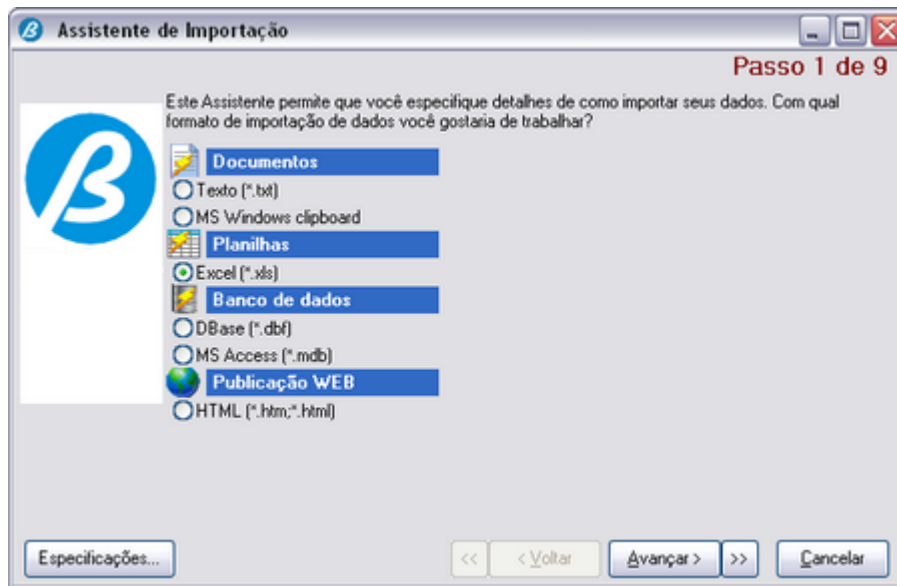 Assistente de Importação
Passo 1 de 9
Este Assistente permite que você especifique detalhes de como importar seus dados. Com qual
formato de importação de dados você gostaria de trabalhar?
Documentos
Texto (*.txt)
MS Windows clipboard
Planilhas
Excel (*.xls)
Banco de dados
DBase (*.dbf)
MS Access (*.mdb)
Publicação WEB
HTML (*.htm;*.html)
Especificações... << < Voltar Avançar > >> Cancelar